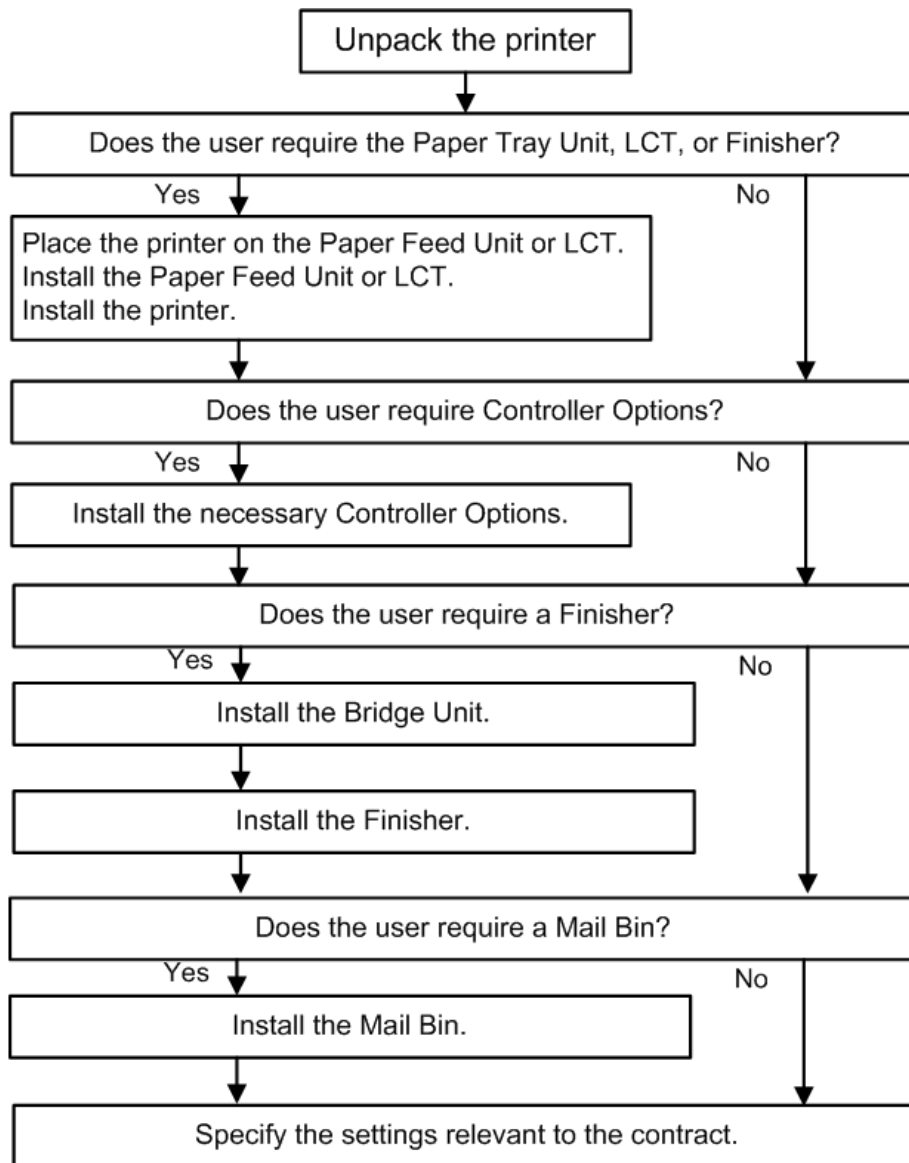 Unpack the printer
Does the user require the Paper Tray Unit, LCT, or Finisher?
Yes
No
Place the printer on the Paper Feed Unit or LCT.
Install the Paper Feed Unit or LCT.
Install the printer.
Does the user require Controller Options?
Yes
No
Install the necessary Controller Options.
Does the user require a Finisher?
Yes
No
Install the Bridge Unit.
Install the Finisher.
Does the user require a Mail Bin?
Yes
No
Install the Mail Bin.
Specify the settings relevant to the contract.